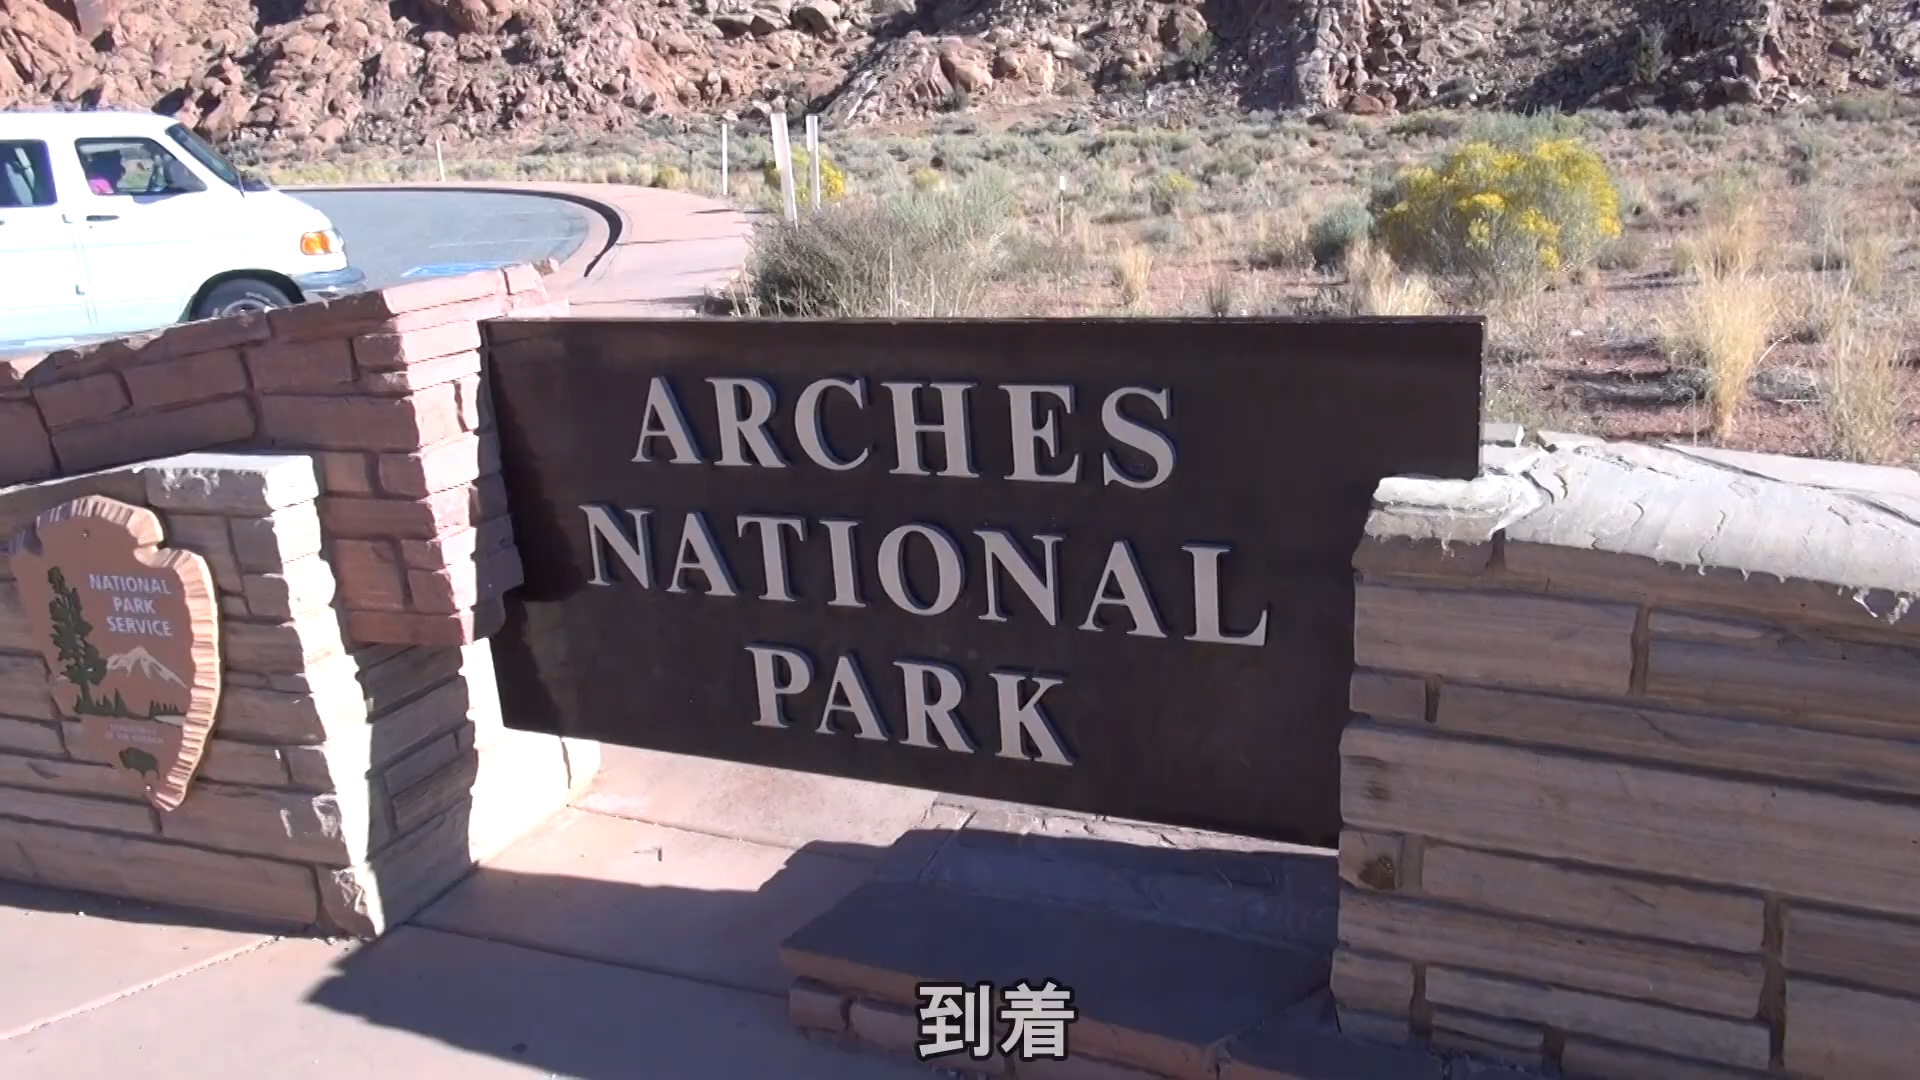 ARCHES
NATIONAL
PARK
NATIONAL
PARK
SERVICE
到着